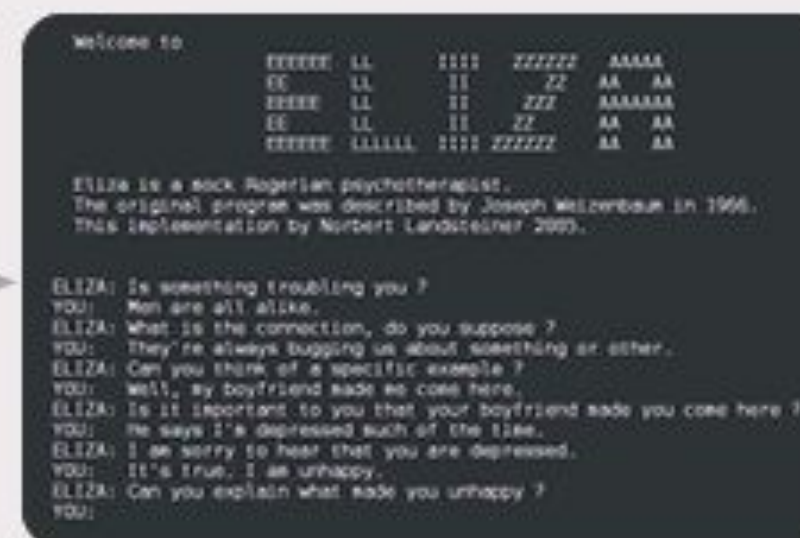 Welcome to
EEEEEE LL IIII ZZZZZZ AAAAA
EE LL II ZZ AA AA
EEEEE LL II ZZZ AAAAAAA
EE LL II ZZ AA AA
EEEEEE LLLLLL IIII ZZZZZZ AA AA
Eliza is a mock Rogerian psychotherapist.
The original program was described by Joseph Weizenbaum in 1966.
This implementation by Norbert Landsteiner 2005.
ELIZA: Is something troubling you ?
YOU: Men are all alike.
ELIZA: What is the connection, do you suppose ?
YOU: They're always bugging us about something or other.
ELIZA: Can you think of a specific example ?
YOU: Well, my boyfriend made me come here.
ELIZA: Is it important to you that your boyfriend made you come here ?
YOU: He says I'm depressed much of the time.
ELIZA: I am sorry to hear that you are depressed.
YOU: It's true. I am unhappy.
ELIZA: Can you explain what made you unhappy ?
YOU: